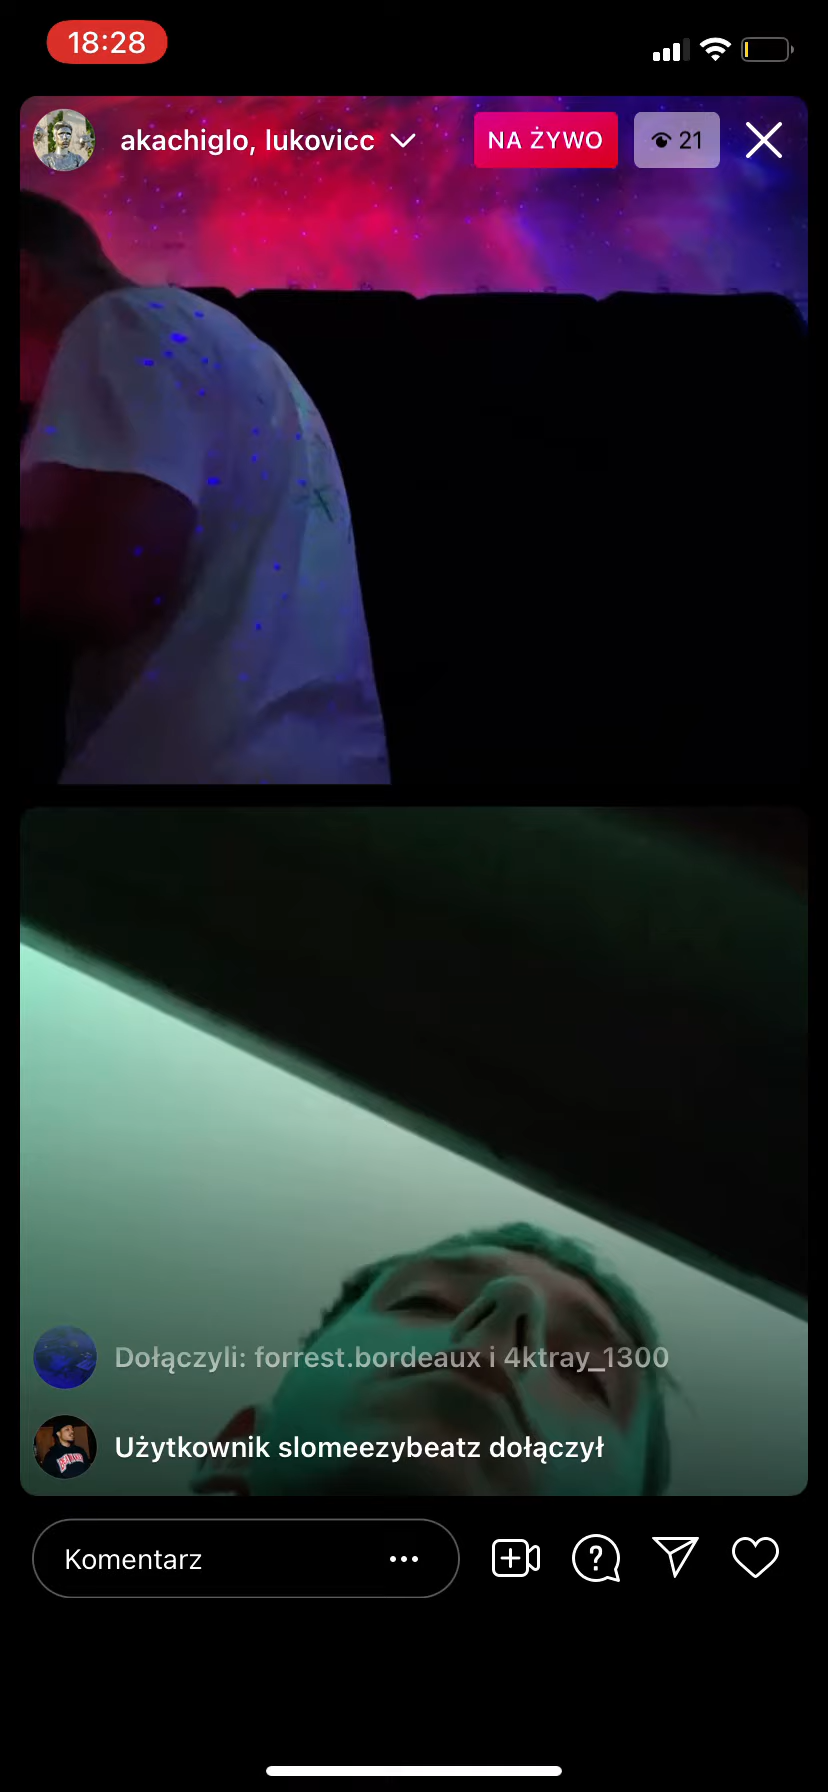 18:28
akachiglo, lukovicc
NA ŻYWO
21
Dołączyli: forrest.bordeaux i 4ktray_1300
Użytkownik slomeezybeatz dołączył
Komentarz